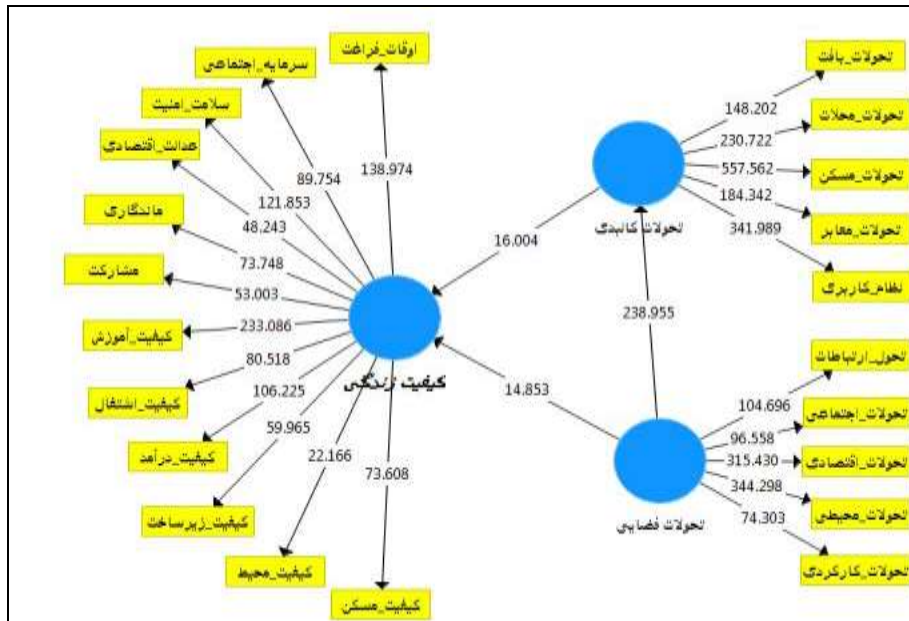 اوقات_فراغت
سرمایه_اجتماعی
سلامت_امنیت
عدالت_اقتصادی
ماندگاری
مشارکت
کیفیت_آموزش
کیفیت_اشتغال
کیفیت_درآمد
کیفیت_زیرساخت
کیفیت_محیط
کیفیت_مسکن
138.974
89.754
121.853
48.243
73.748
53.003
233.086
80.518
106.225
59.965
22.166
73.608
کیفیت زندگی
16.004
14.853
238.955
تحولات کالبدی
تحولات_بافت
تحولات_محلات
تحولات_مسکن
تحولات_معابر
نظام_کاربری
148.202
230.722
557.562
184.342
341.989
تحولات فضایی
تحول_ارتباطات
تحولات_اجتماعی
تحولات_اقتصادی
تحولات_محیطی
تحولات_کارکردی
104.696
96.558
315.430
344.298
74.303